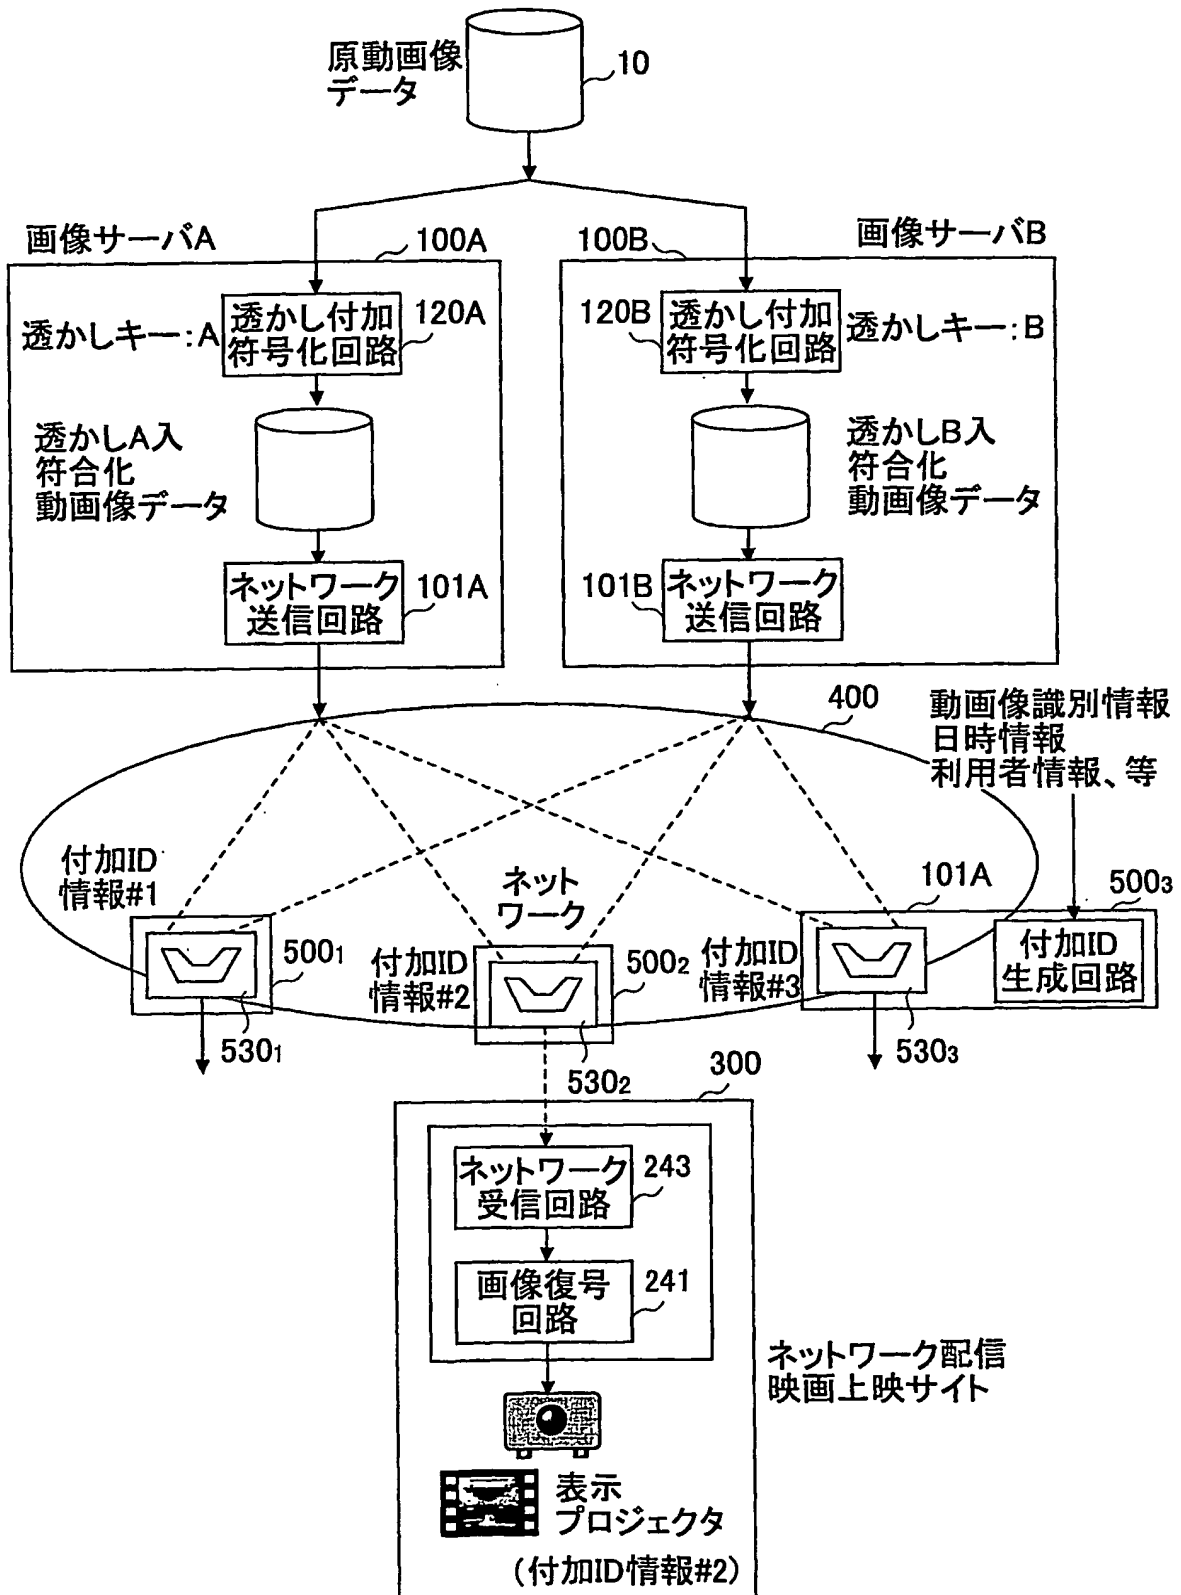 原動画像
データ
10
画像サーバA
100A
100B
画像サーバB
透かしキー:A
透かし付加
符号化回路
120A
120B
透かし付加
符号化回路
透かしキー:B
透かしA入
符合化
動画像データ
透かしB入
符合化
動画像データ
ネットワーク
送信回路
101A
101B
ネットワーク
送信回路
400
動画像識別情報
日時情報
利用者情報、等
付加ID
情報#1
ネット
ワーク
101A
500₃
500₁
付加ID
情報#2
500₂
付加ID
情報#3
付加ID
生成回路
530₁
530₂
530₃
300
ネットワーク
受信回路
243
画像復号
回路
241
ネットワーク配信
映画上映サイト
表示
プロジェクタ
(付加ID情報#2)